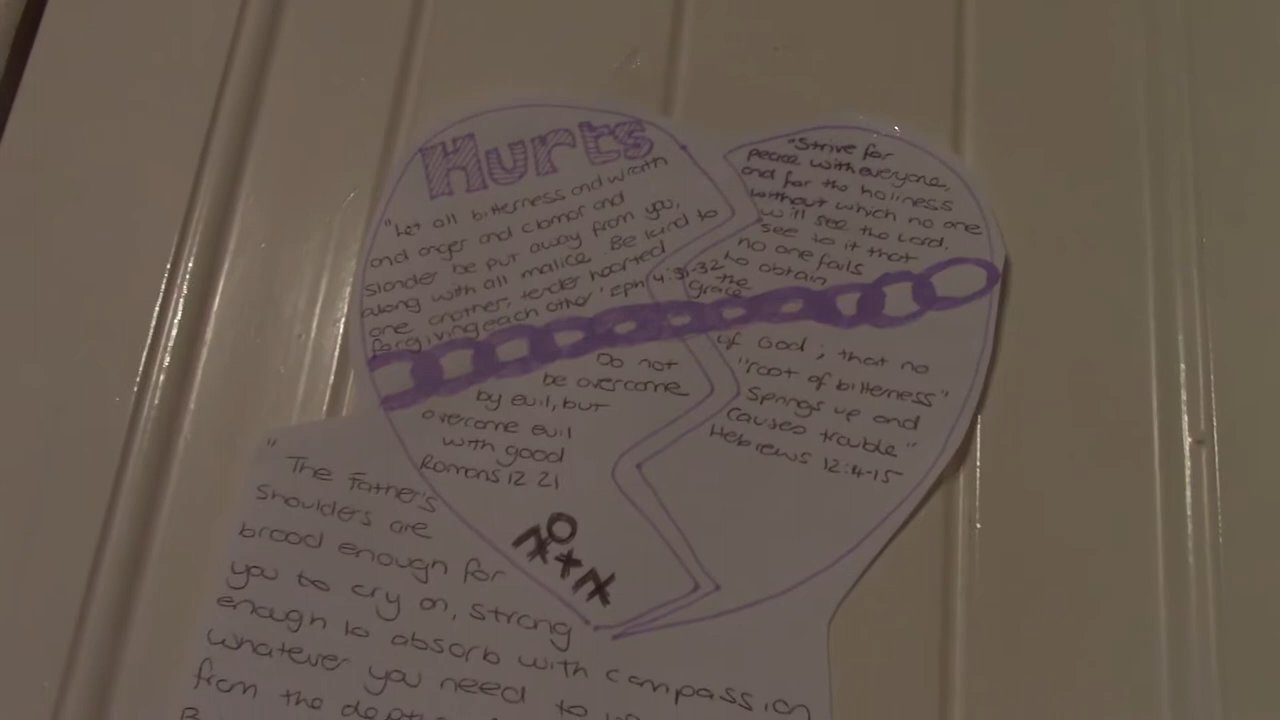 Hurts
"Let all bitterness and wrath
and anger and clamor and
slander be put away from you,
along with all malice. Be kind to
one another, tender hearted
forgiving each other" Eph 4:31-32
Do not
be overcome
by evil, but
overcome evil
with good
Romans 12 21
"Strive for
peace with everyone,
and for the holiness
without which no one
will see the Lord,
see to it that
no one fails
to obtain
the
grace
of God; that no
"root of bitterness"
Springs up and
causes trouble"
Hebrews 12:14-15
"The Father's
shoulders are
broad enough for
you to cry on, strong
enough to absorb with compassion
whatever you need to
from the